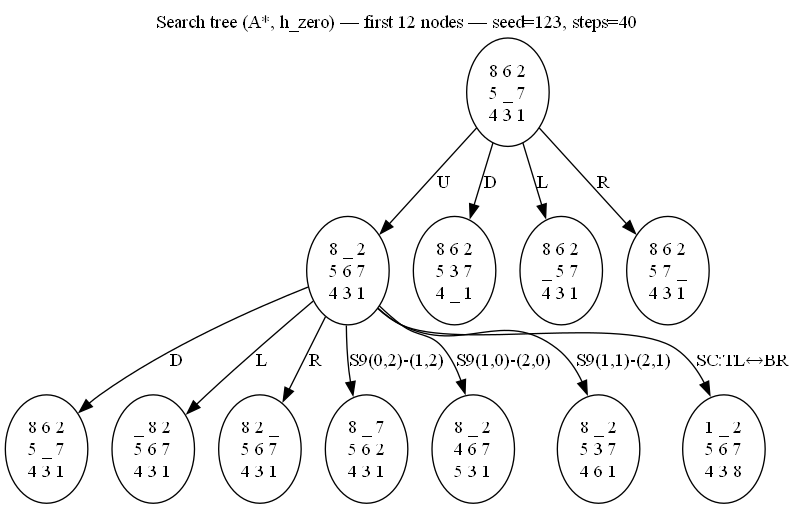 Search tree (A*, h_zero) — first 12 nodes — seed=123, steps=40
8 6 2
5 _ 7
4 3 1
U
D
L
R
8 _ 2
5 6 7
4 3 1
8 6 2
5 3 7
4 _ 1
8 6 2
_ 5 7
4 3 1
8 6 2
5 7 _
4 3 1
D
L
R
S9(0,2)-(1,2)
S9(1,0)-(2,0)
S9(1,1)-(2,1)
SC:TL↔BR
8 6 2
5 _ 7
4 3 1
_ 8 2
5 6 7
4 3 1
8 2 _
5 6 7
4 3 1
8 _ 7
5 6 2
4 3 1
8 _ 2
4 6 7
5 3 1
8 _ 2
5 3 7
4 6 1
1 _ 2
5 6 7
4 3 8